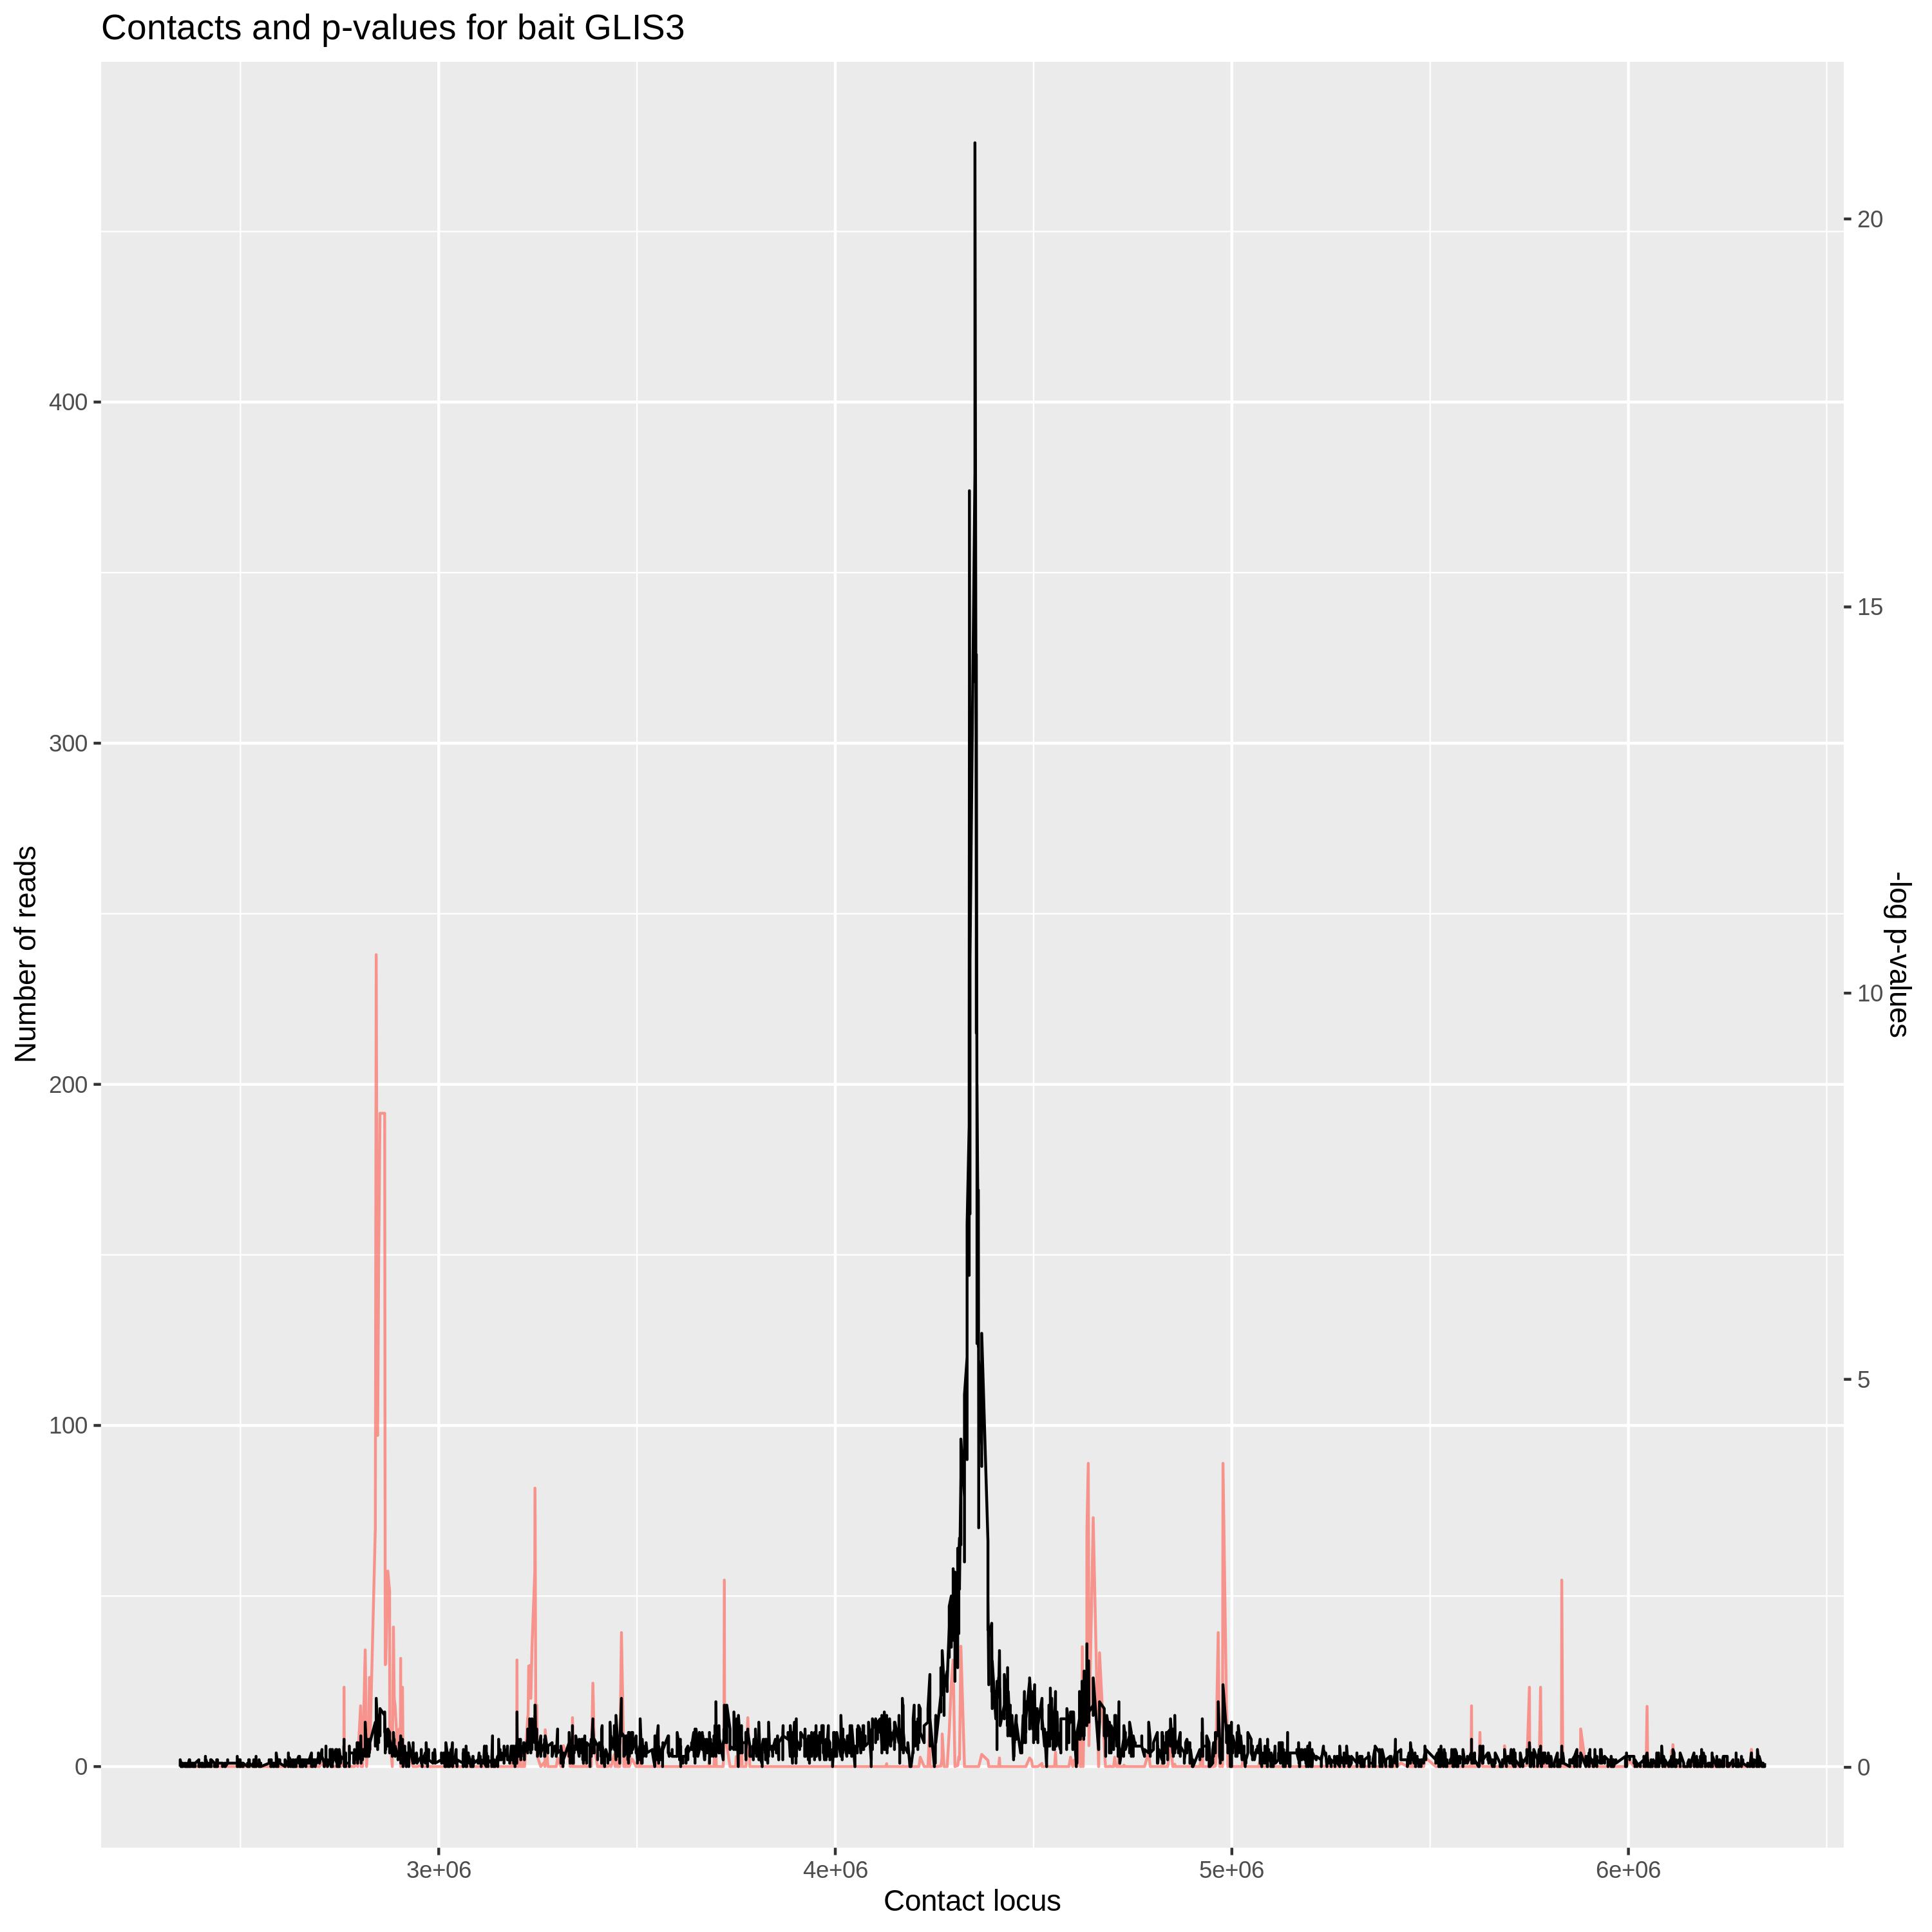 Contacts and p-values for bait GLIS3
Number of reads
400
300
200
100
0
20
15
10
5
0
-log p-values
3e+06
4e+06
5e+06
6e+06
Contact locus